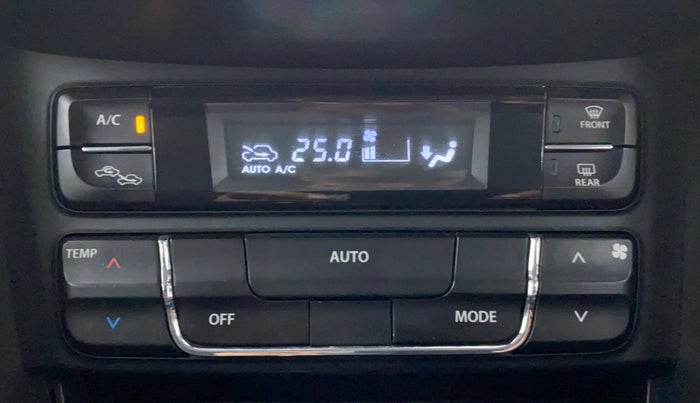 A/C
25.0
AUTO A/C
FRONT
REAR
TEMP
AUTO
OFF
MODE